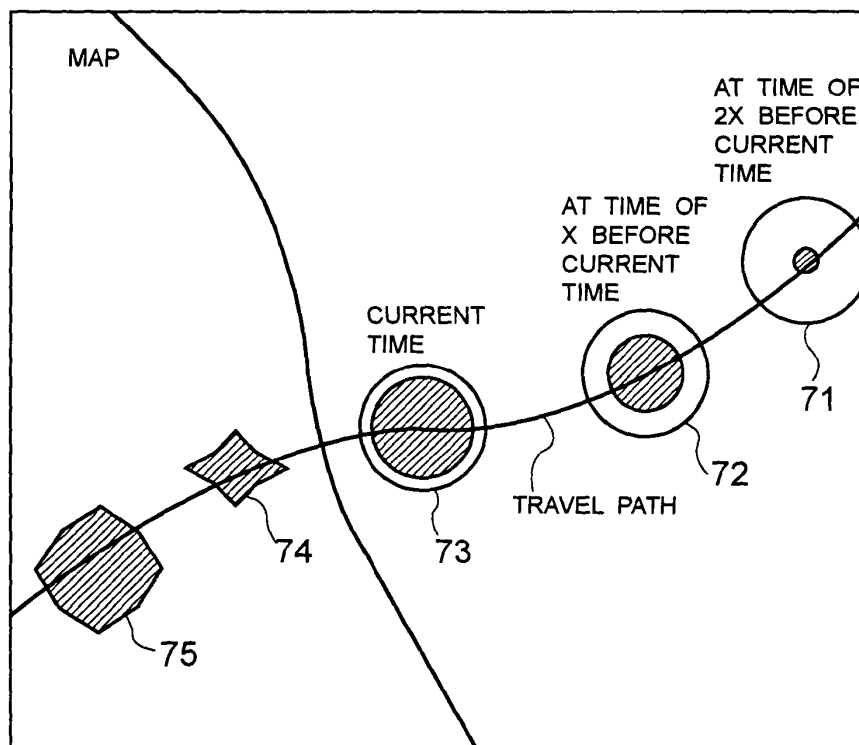 MAP
AT TIME OF
2X BEFORE
CURRENT
TIME
AT TIME OF
X BEFORE
CURRENT
TIME
CURRENT
TIME
71
72
TRAVEL PATH
73
74
75